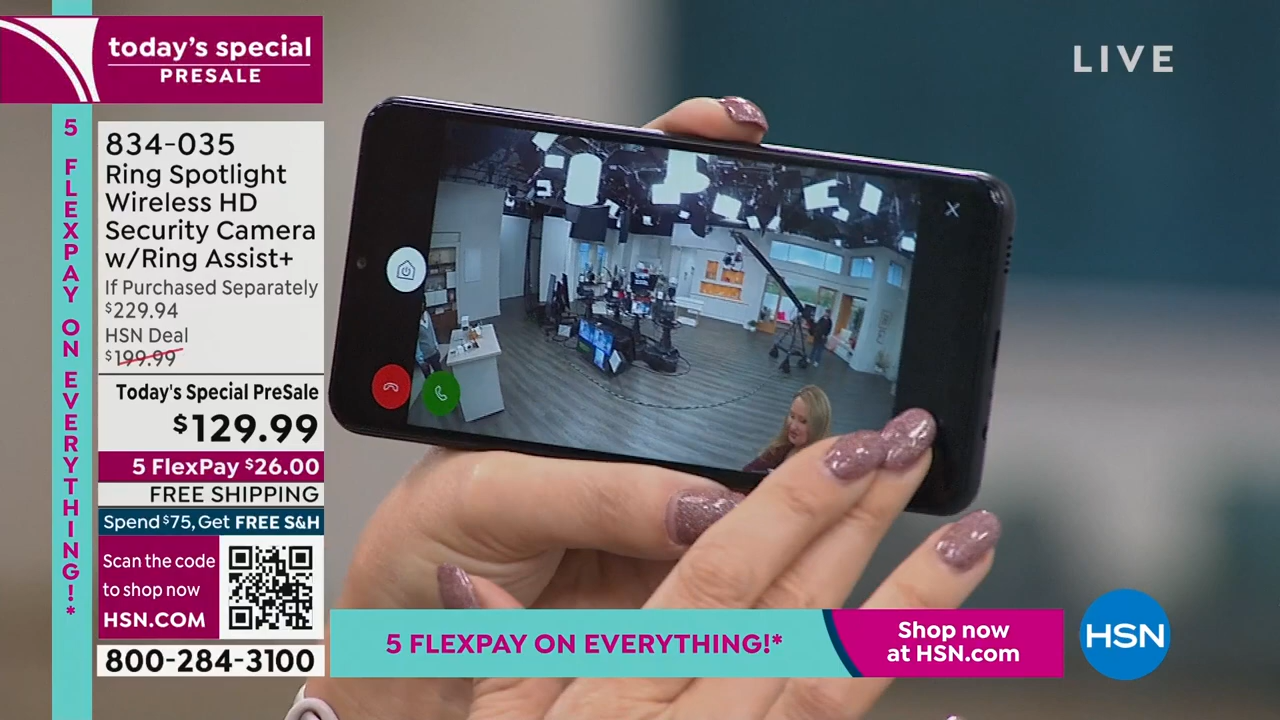 today's special
PRESALE
LIVE
5 FLEXPAY ON EVERYTHING!*
834-035
Ring Spotlight
Wireless HD
Security Camera
w/Ring Assist+
If Purchased Separately
$229.94
HSN Deal
$199.99
Today's Special PreSale
$129.99
5 FlexPay $26.00
FREE SHIPPING
Spend $75, Get FREE S&H
Scan the code
to shop now
HSN.COM
800-284-3100
5 FLEXPAY ON EVERYTHING!*
Shop now
at HSN.com
HSN